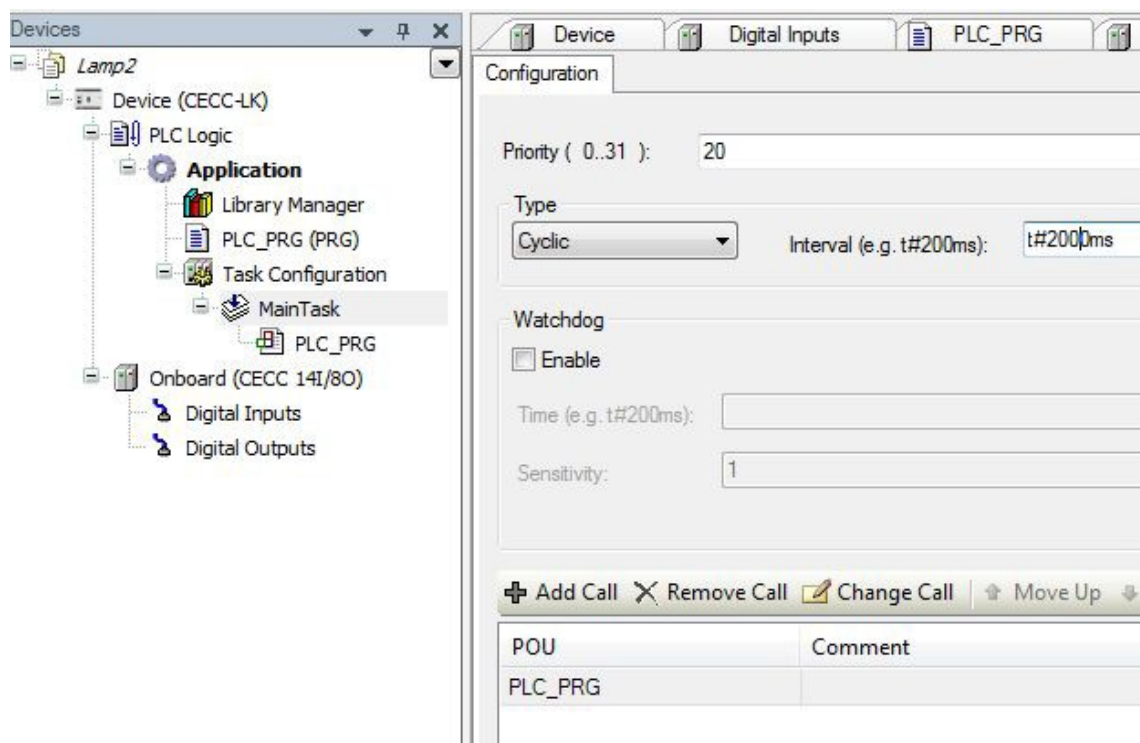 Devices
Lamp2
Device (CECC-LK)
PLC Logic
Application
Library Manager
PLC_PRG (PRG)
Task Configuration
MainTask
PLC_PRG
Onboard (CECC 14I/8O)
Digital Inputs
Digital Outputs
Device Digital Inputs PLC_PRG
Configuration
Priority ( 0..31 ): 20
Type
Cyclic Interval (e.g. t#200ms): t#2000ms
Watchdog
Enable
Time (e.g. t#200ms):
Sensitivity: 1
Add Call Remove Call Change Call Move Up
POU Comment
PLC_PRG